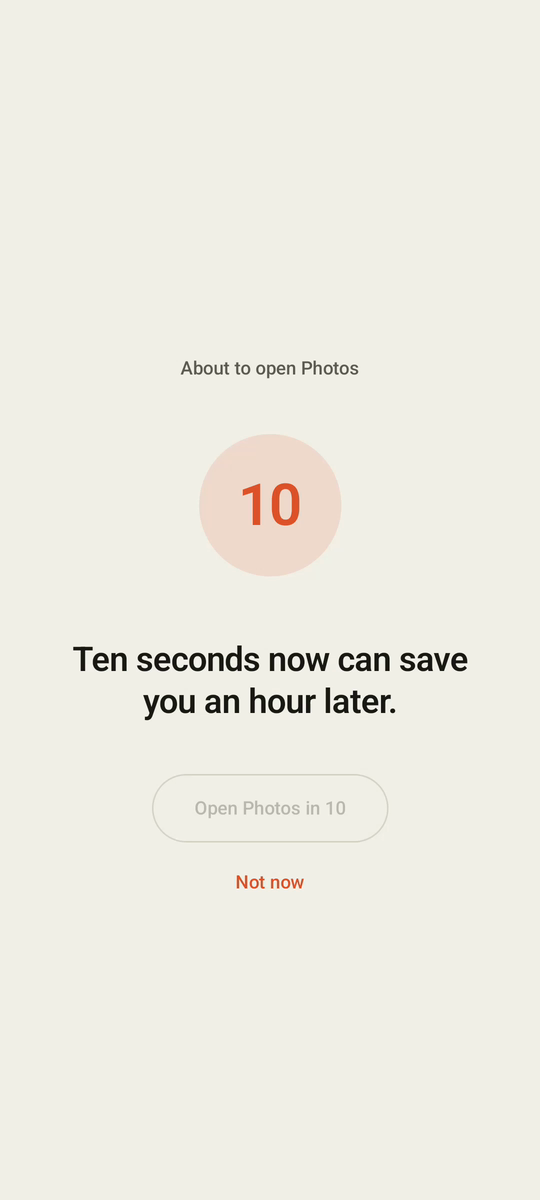 About to open Photos
10
Ten seconds now can save
you an hour later.
Open Photos in 10
Not now